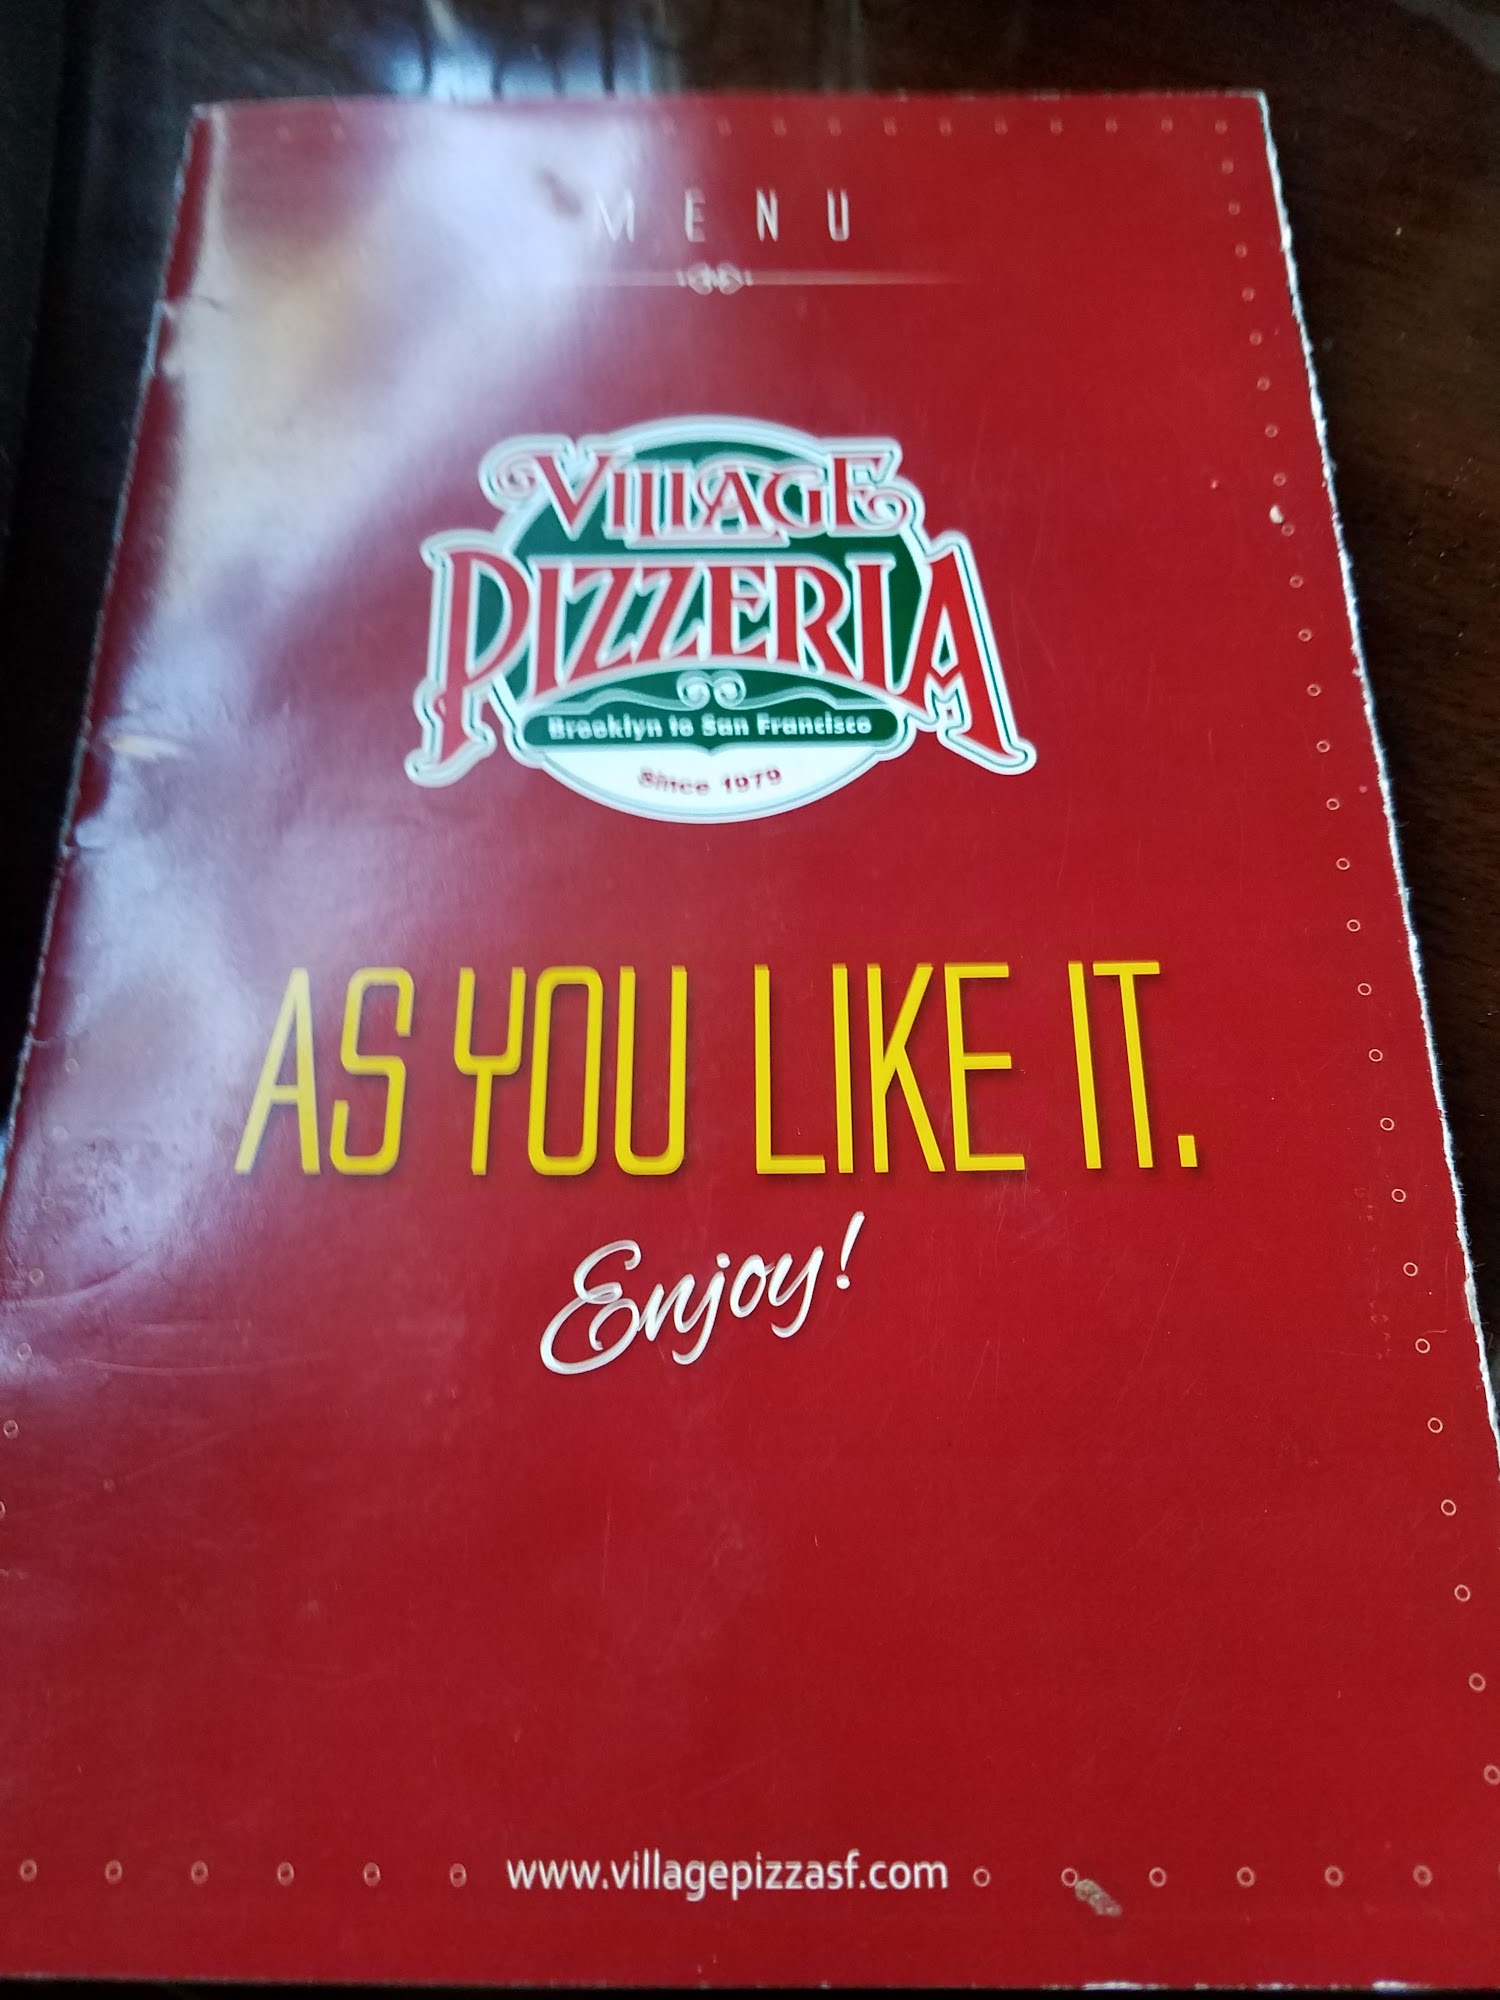 MENU
VILLAGE
PIZZERIA
Brooklyn to San Francisco
Since 1979
AS YOU LIKE IT.
Enjoy!
www.villagepizzasf.com